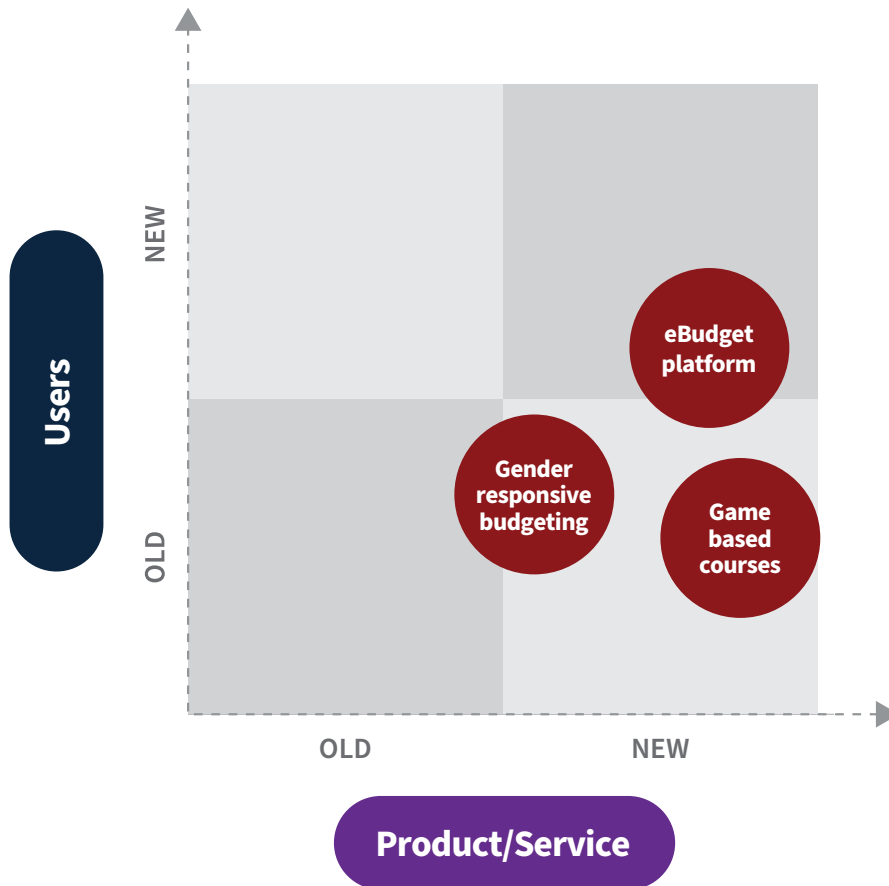 NEW
eBudget
platform
Users
Gender
responsive
budgeting
Game
based
courses
OLD
OLD
NEW
Product/Service